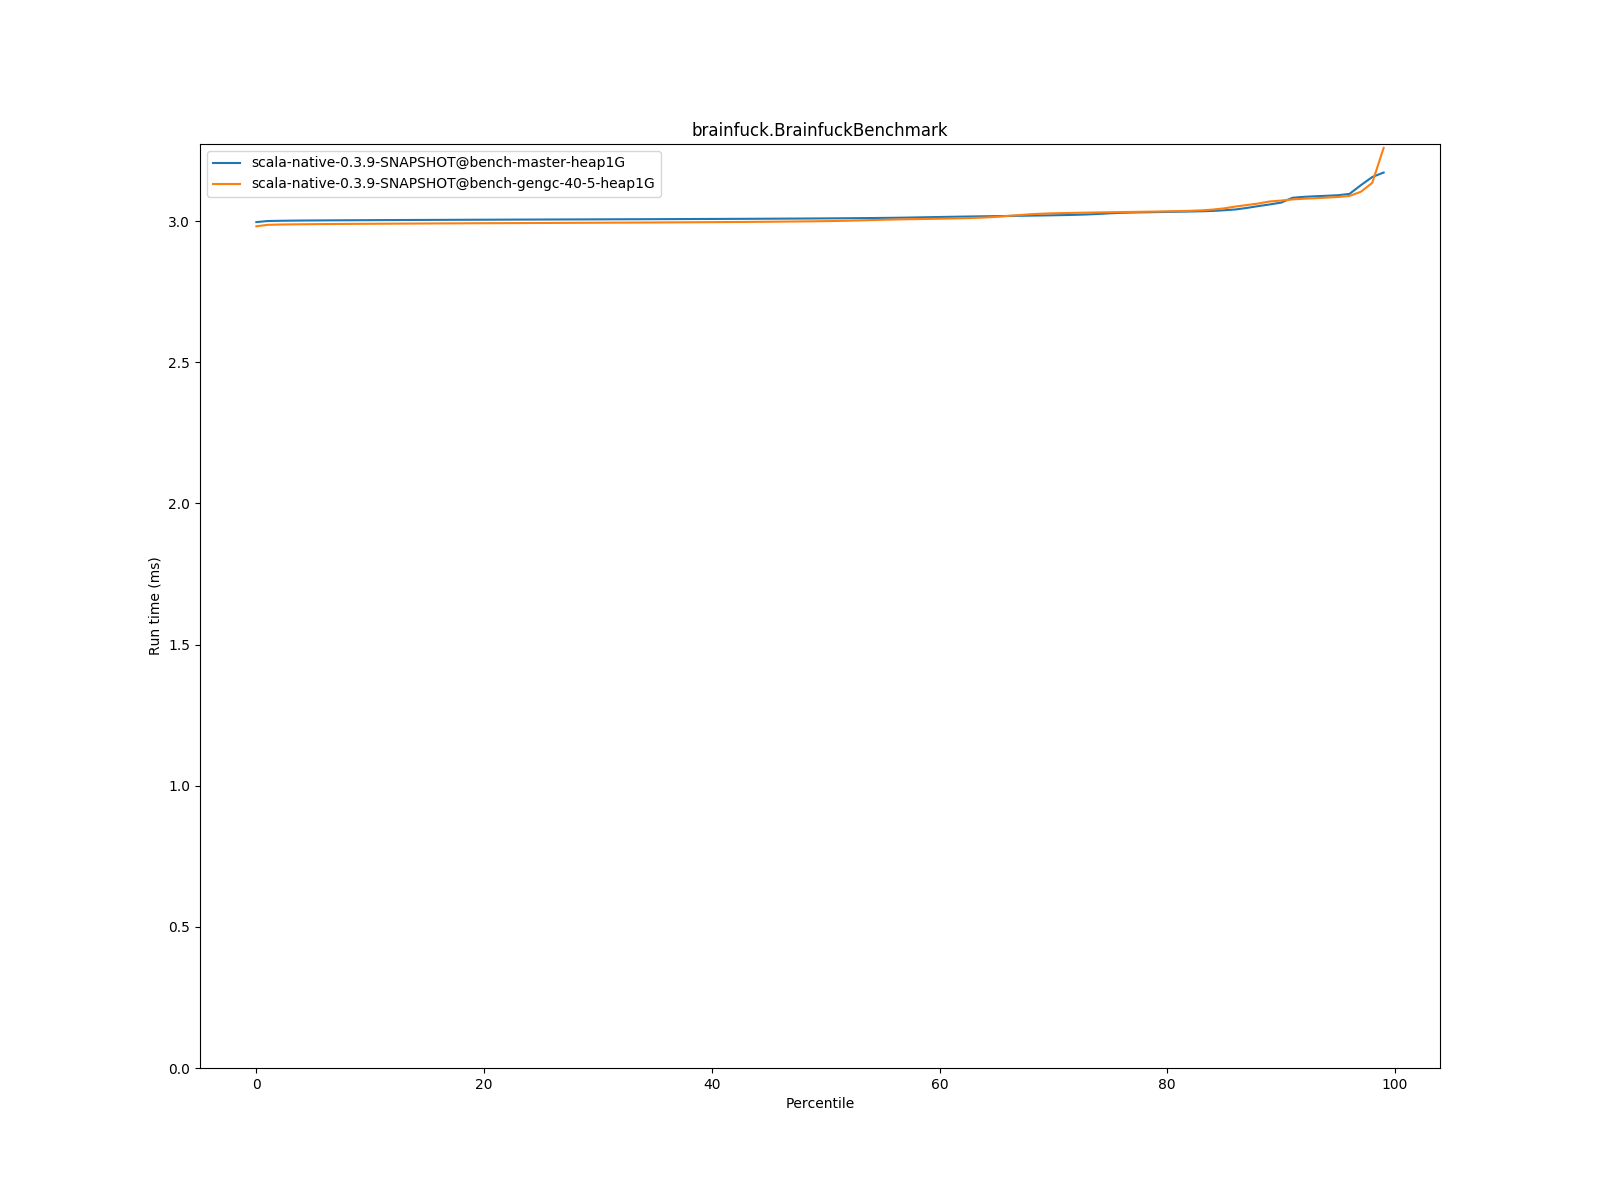 brainfuck.BrainfuckBenchmark
scala-native-0.3.9-SNAPSHOT@bench-master-heap1G
scala-native-0.3.9-SNAPSHOT@bench-gengc-40-5-heap1G
3.0
2.5
2.0
1.5
1.0
0.5
0.0
Run time (ms)
0 20 40 60 80 100
Percentile